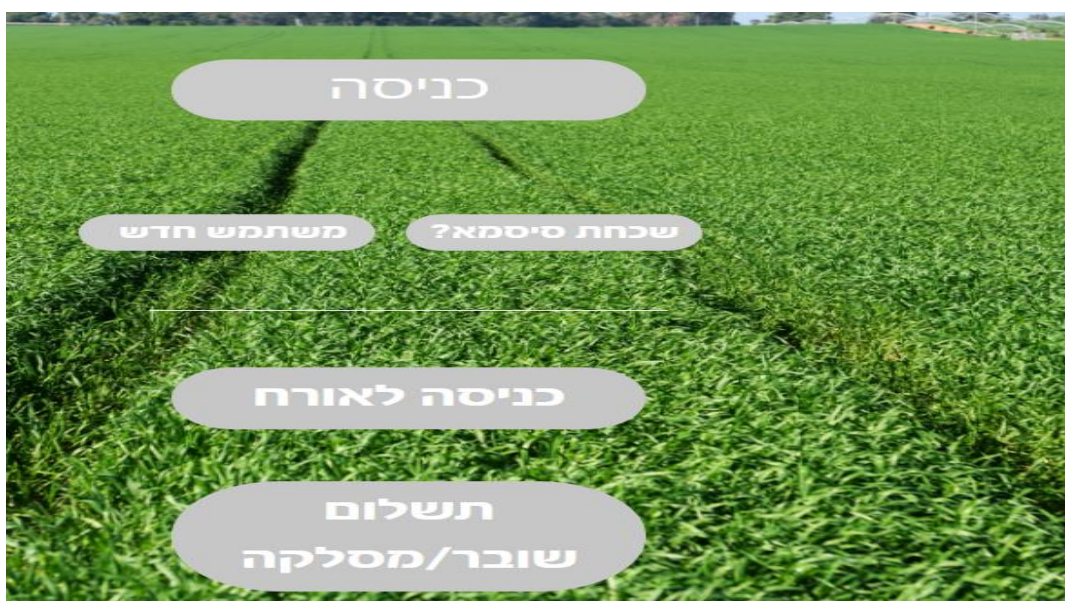 כניסה
שכחת סיסמא?
משתמש חדש
כניסה לאורח
תשלום
שובר/מסלקה